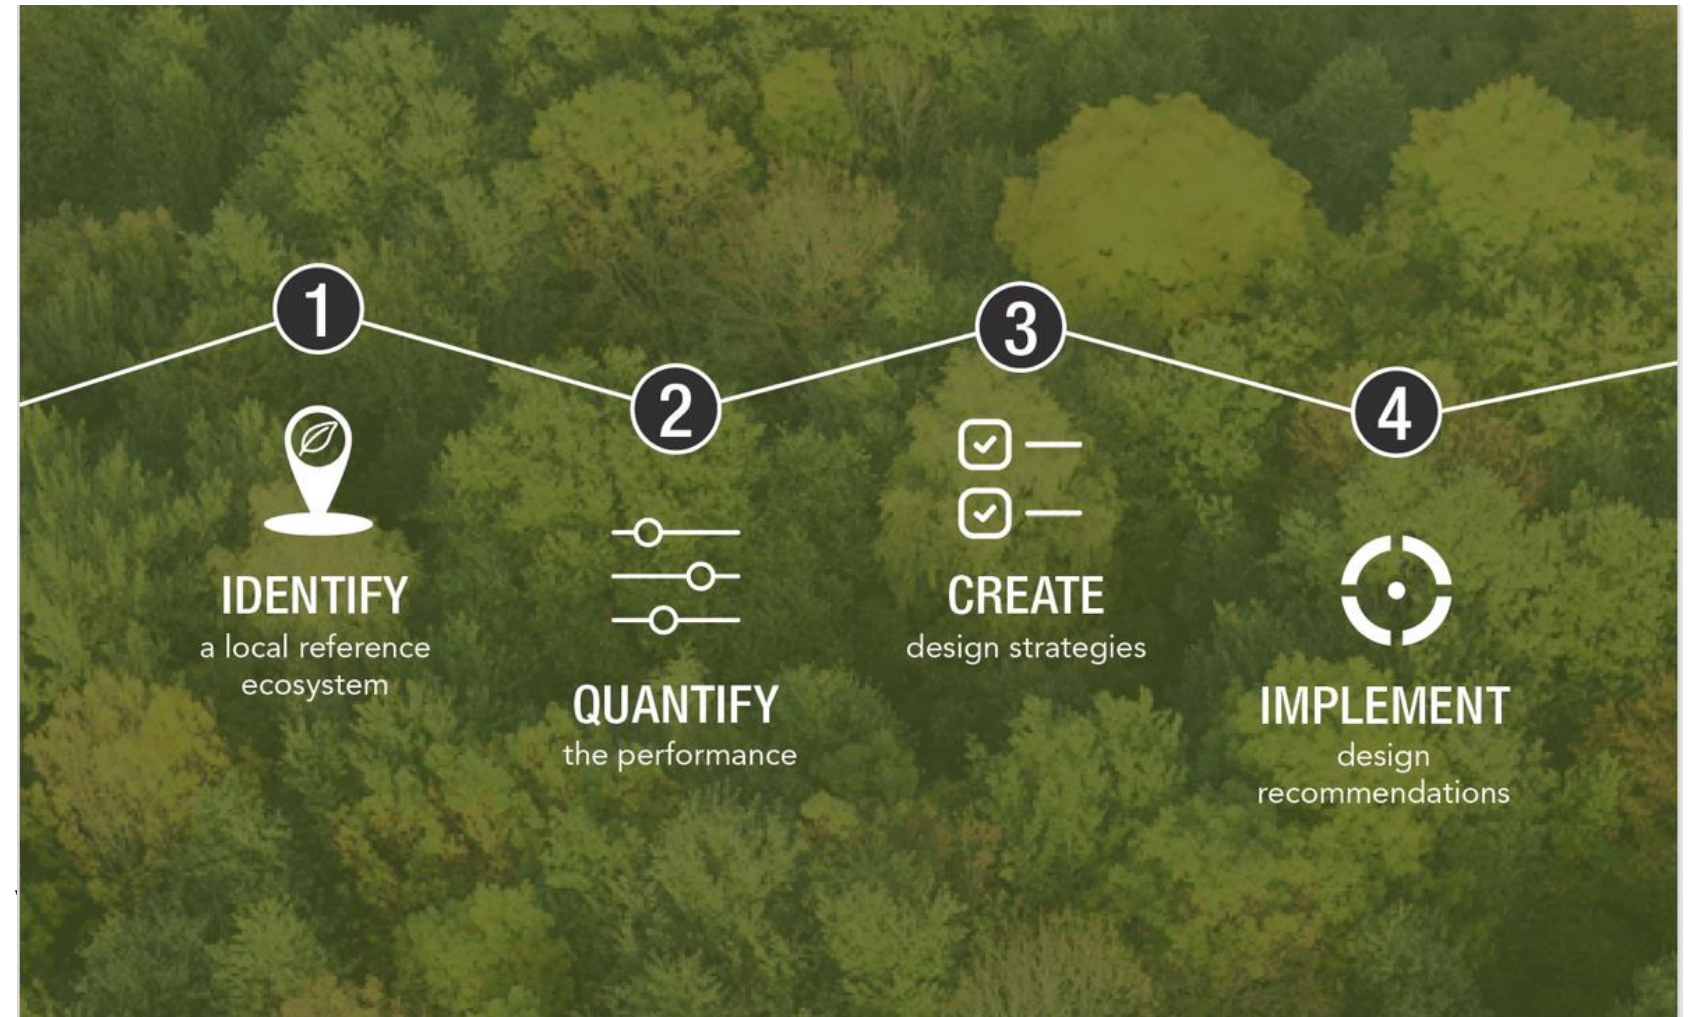 1
IDENTIFY
a local reference
ecosystem
2
QUANTIFY
the performance
3
CREATE
design strategies
4
IMPLEMENT
design
recommendations